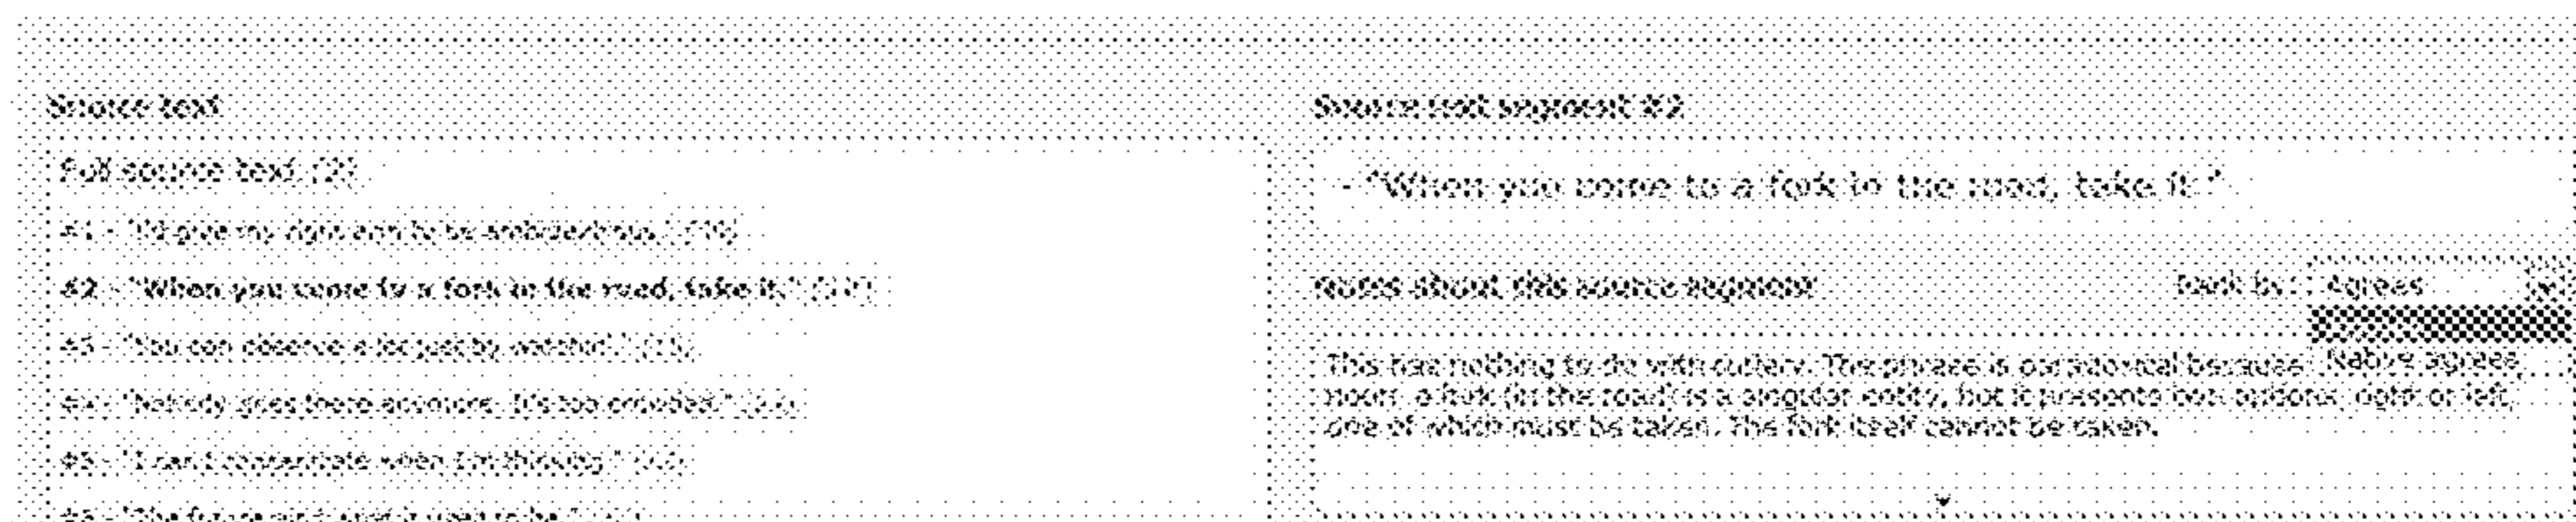 Source text
Full source text (2)
#1 - "I'd give my right arm to be ambidextrous."
#2 - "When you come to a fork in the road, take it."
#3 - "You can observe a lot just by watchin'."
#4 - "Nobody goes there anymore. It's too crowded."
#5 - "I can't concentrate when I'm thinking."
Source text segment #2
- "When you come to a fork in the road, take it."
Notes about this source segment
Rank by: Agrees
Native agrees
This has nothing to do with cutlery. The phrase is paradoxical because
noun, a fork (in the road) is a singular entity, but it presents two options, right or left,
one of which must be taken. The fork itself cannot be taken.